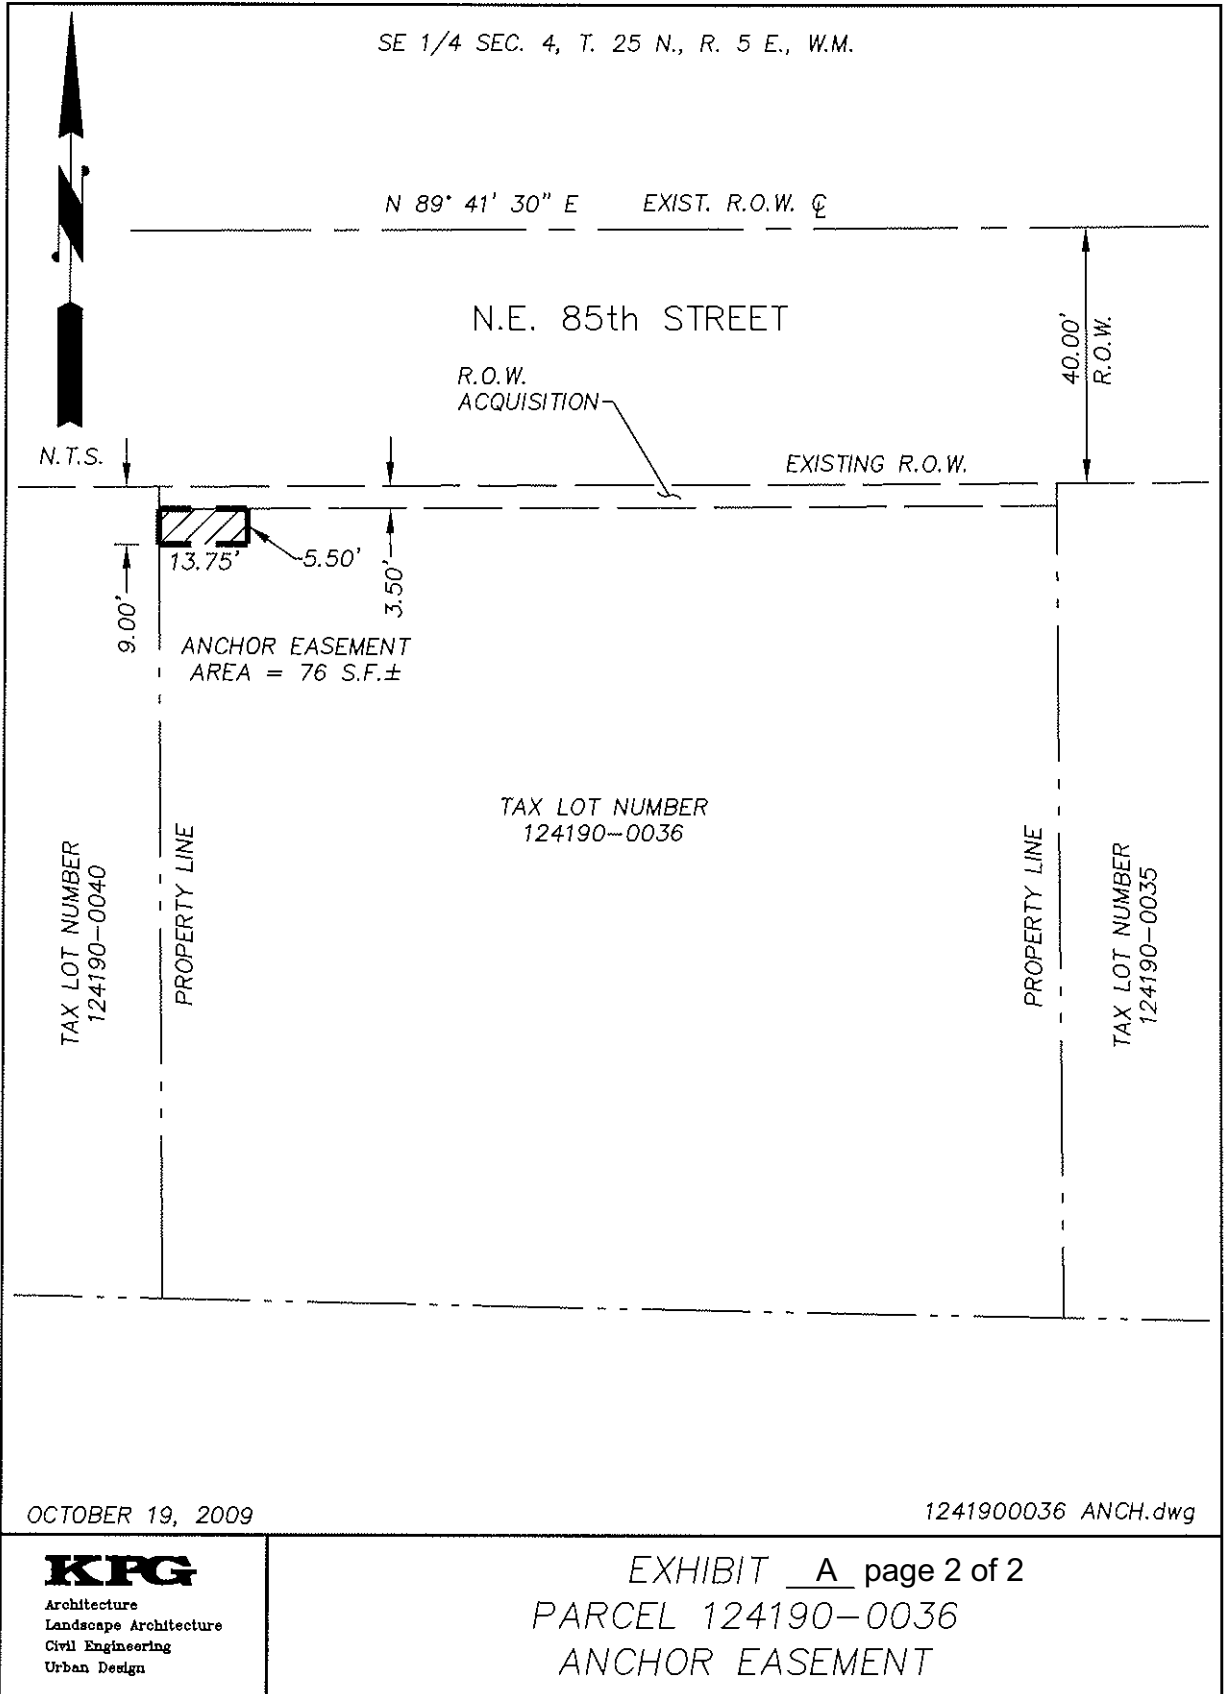 SE 1/4 SEC. 4, T. 25 N., R. 5 E., W.M.
N
N 89° 41' 30" E EXIST. R.O.W. ℄
N.E. 85th STREET
40.00'
R.O.W.
R.O.W.
ACQUISITION
N.T.S.
EXISTING R.O.W.
13.75'
5.50'
3.50'
9.00'
ANCHOR EASEMENT
AREA = 76 S.F.±
TAX LOT NUMBER
124190-0036
TAX LOT NUMBER
124190-0040
PROPERTY LINE
PROPERTY LINE
TAX LOT NUMBER
124190-0035
OCTOBER 19, 2009
1241900036 ANCH.dwg
KPG
Architecture
Landscape Architecture
Civil Engineering
Urban Design
EXHIBIT A page 2 of 2
PARCEL 124190-0036
ANCHOR EASEMENT